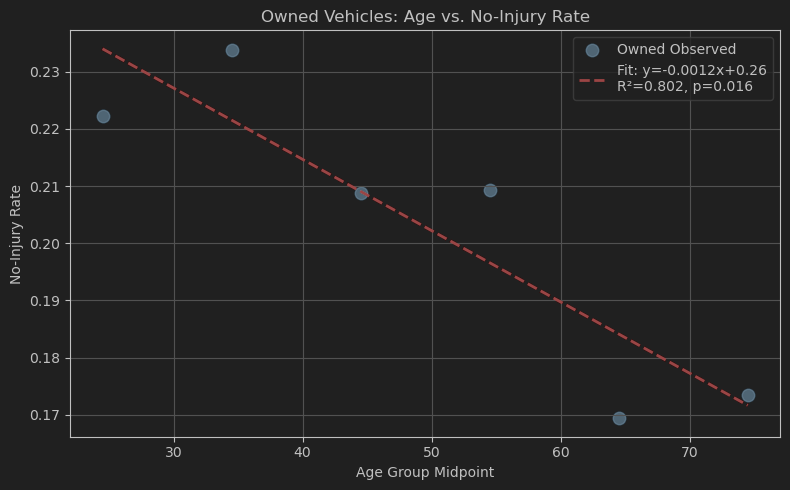 Owned Vehicles: Age vs. No-Injury Rate
Owned Observed
Fit: y=-0.0012x+0.26
R²=0.802, p=0.016
No-Injury Rate
0.23
0.22
0.21
0.20
0.19
0.18
0.17
30 40 50 60 70
Age Group Midpoint